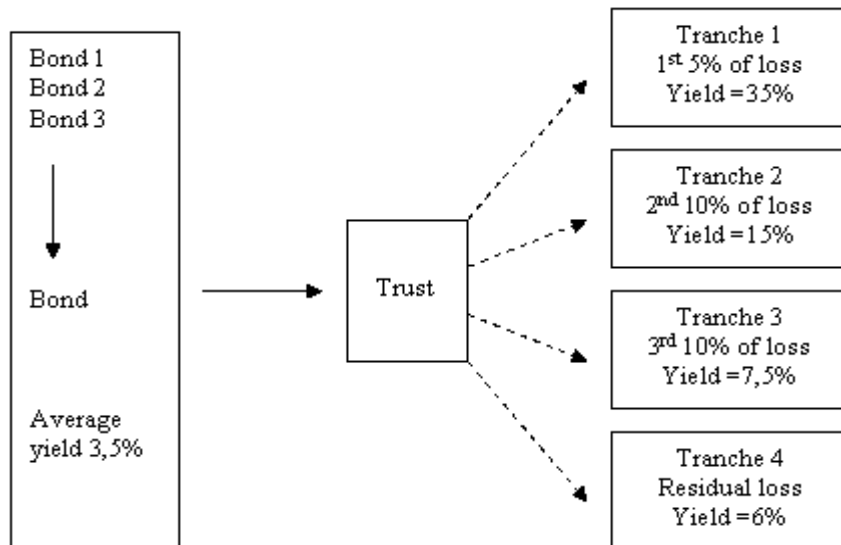 Bond 1
Bond 2
Bond 3
Bond
Average
yield 3,5%
Trust
Tranche 1
1st 5% of loss
Yield =35%
Tranche 2
2nd 10% of loss
Yield =15%
Tranche 3
3rd 10% of loss
Yield =7,5%
Tranche 4
Residual loss
Yield =6%